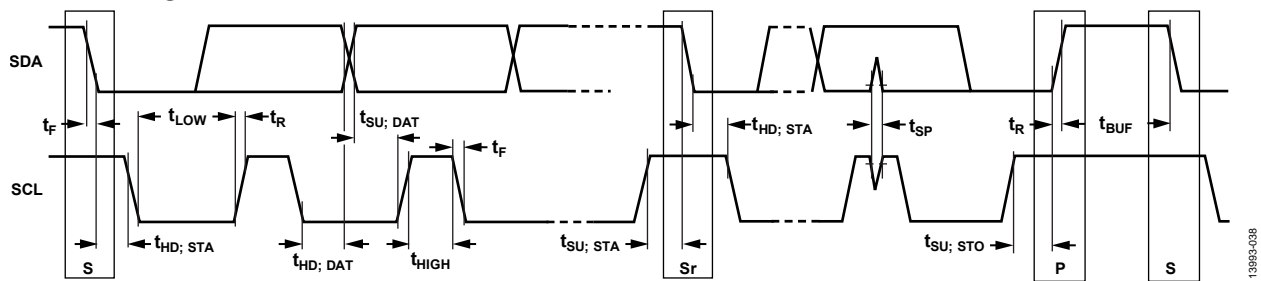 SDA
tF
tLOW
tR
tSU; DAT
tF
tHD; STA
tSP
tR
tBUF
SCL
tHD; STA
tHD; DAT
tHIGH
tSU; STA
tSU; STO
S
Sr
P
S
13993-038